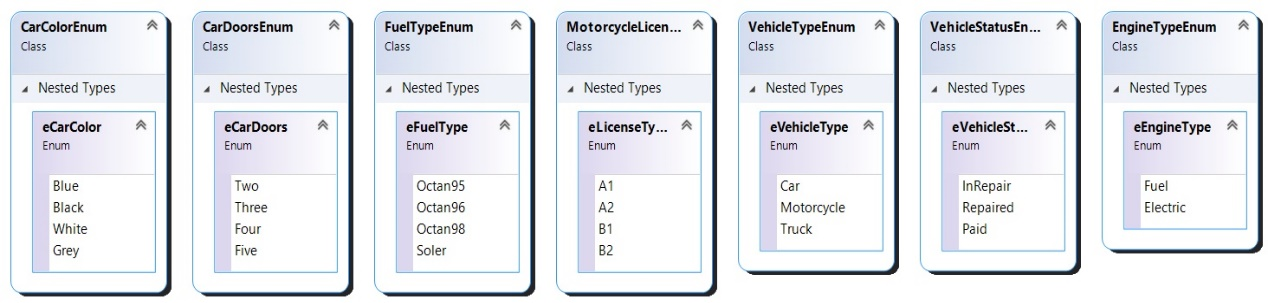 CarColorEnum
Class
Nested Types
eCarColor
Enum
Blue
Black
White
Grey
CarDoorsEnum
Class
Nested Types
eCarDoors
Enum
Two
Three
Four
Five
FuelTypeEnum
Class
Nested Types
eFuelType
Enum
Octan95
Octan96
Octan98
Soler
MotorcycleLicen...
Class
Nested Types
eLicenseTy...
Enum
A1
A2
B1
B2
VehicleTypeEnum
Class
Nested Types
eVehicleType
Enum
Car
Motorcycle
Truck
VehicleStatusEn...
Class
Nested Types
eVehicleSt...
Enum
InRepair
Repaired
Paid
EngineTypeEnum
Class
Nested Types
eEngineType
Enum
Fuel
Electric